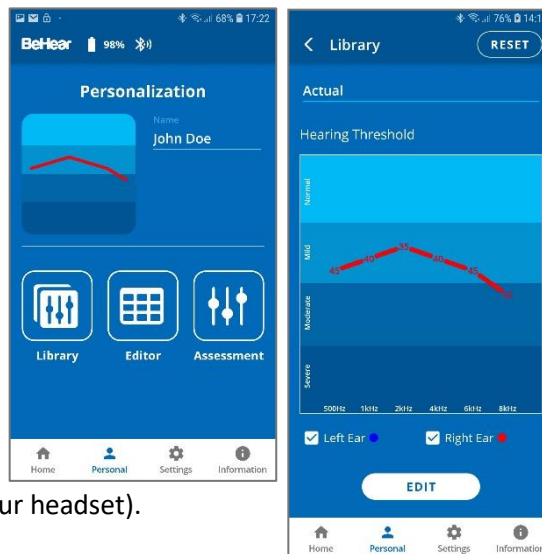 68% 17:22
BeHear 98%
Personalization
Name
John Doe
Library
Editor
Assessment
Home
Personal
Settings
Information
ur headset).
76% 14:1
Library
RESET
Actual
Hearing Threshold
Normal
Mild
Moderate
Severe
45 40 35 40 45
500Hz 1kHz 2kHz 4kHz 6kHz 8kHz
Left Ear
Right Ear
EDIT
Home
Personal
Settings
Information